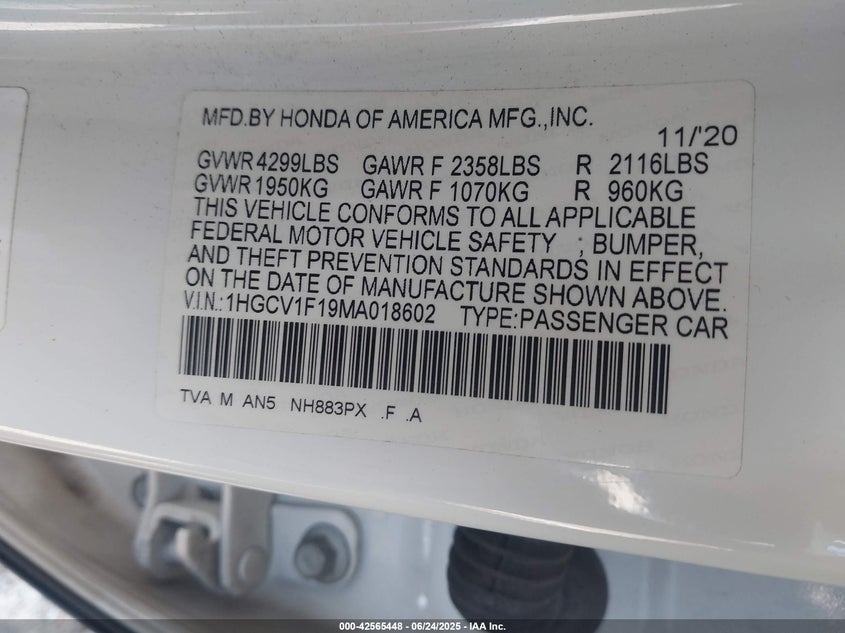 MFD.BY HONDA OF AMERICA MFG.,INC.
11/'20
GVWR 4299LBS GAWR F 2358LBS R 2116LBS
GVWR 1950KG GAWR F 1070KG R 960KG
THIS VEHICLE CONFORMS TO ALL APPLICABLE
FEDERAL MOTOR VEHICLE SAFETY ; BUMPER,
AND THEFT PREVENTION STANDARDS IN EFFECT
ON THE DATE OF MANUFACTURE SHOWN ABOVE.
V.I.N.:1HGCV1F19MA018602 TYPE:PASSENGER CAR
TVA M AN5 NH883PX .F .A
000-42565448 - 06/24/2025 - IAA Inc.